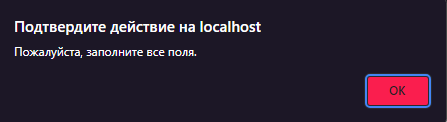 Подтвердите действие на localhost
Пожалуйста, заполните все поля.
OK